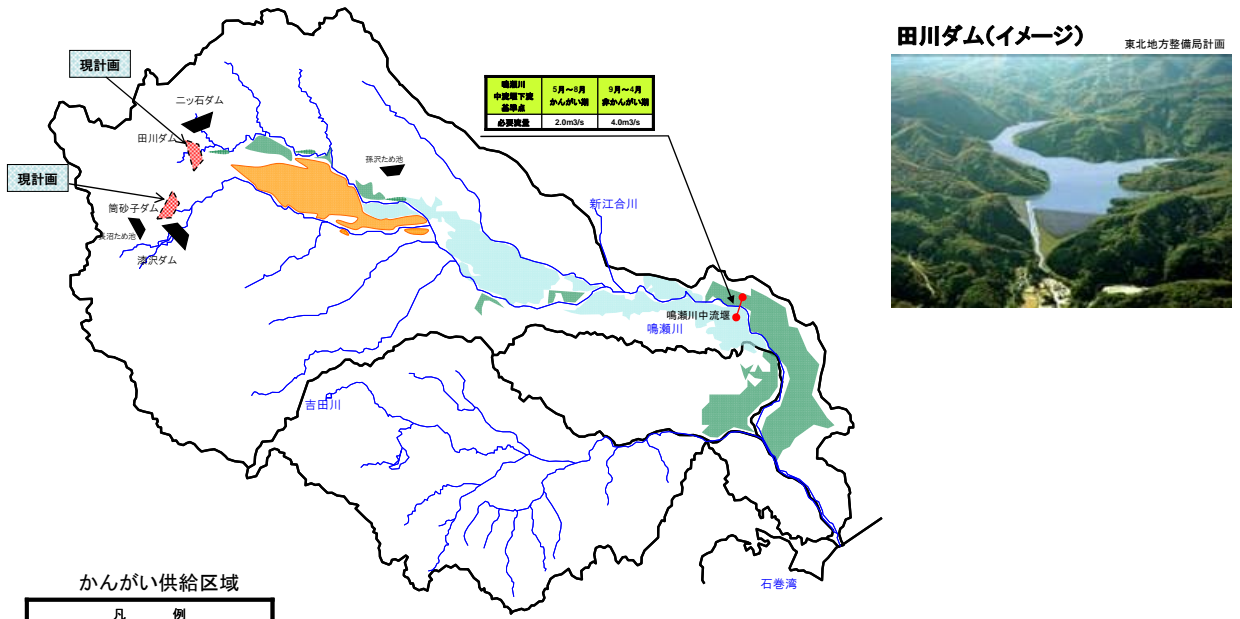 田川ダム(イメージ)
東北地方整備局計画
現計画
二ッ石ダム
田川ダム
鳴瀬川
中流堰下流
基準点
5月~8月
かんがい期
9月~4月
非かんがい期
必要流量
2.0m3/s
4.0m3/s
孫沢ため池
現計画
筒砂子ダム
長沼ため池
漆沢ダム
新江合川
鳴瀬川中流堰
鳴瀬川
吉田川
石巻湾
かんがい供給区域
凡 例